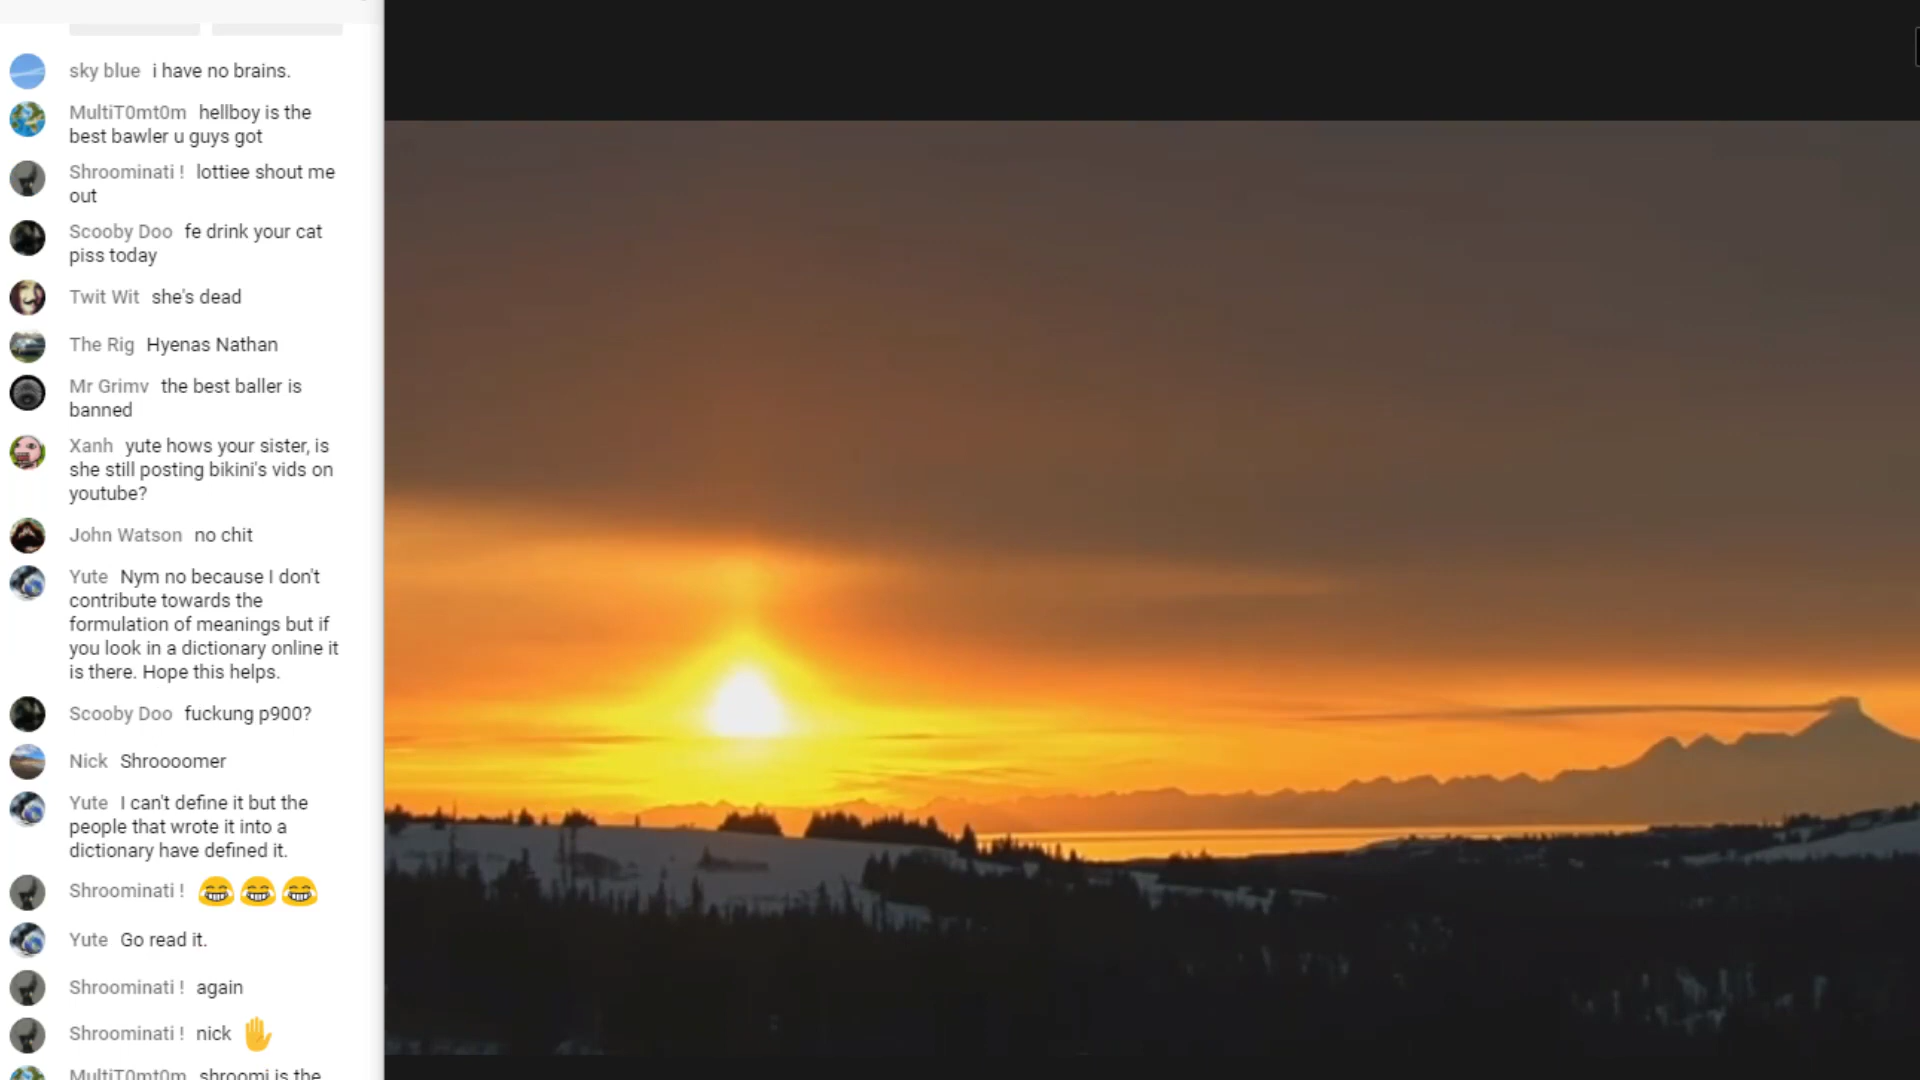 sky blue i have no brains.
MultiT0mt0m hellboy is the
best bawler u guys got
Shroominati ! lottiee shout me
out
Scooby Doo fe drink your cat
piss today
Twit Wit she's dead
The Rig Hyenas Nathan
Mr Grimv the best baller is
banned
Xanh yute hows your sister, is
she still posting bikini's vids on
youtube?
John Watson no chit
Yute Nym no because I don't
contribute towards the
formulation of meanings but if
you look in a dictionary online it
is there. Hope this helps.
Scooby Doo fuckung p900?
Nick Shroooomer
Yute I can't define it but the
people that wrote it into a
dictionary have defined it.
Shroominati ! 😂😂😂
Yute Go read it.
Shroominati ! again
Shroominati ! nick ✋
MultiT0mt0m shroomi is the